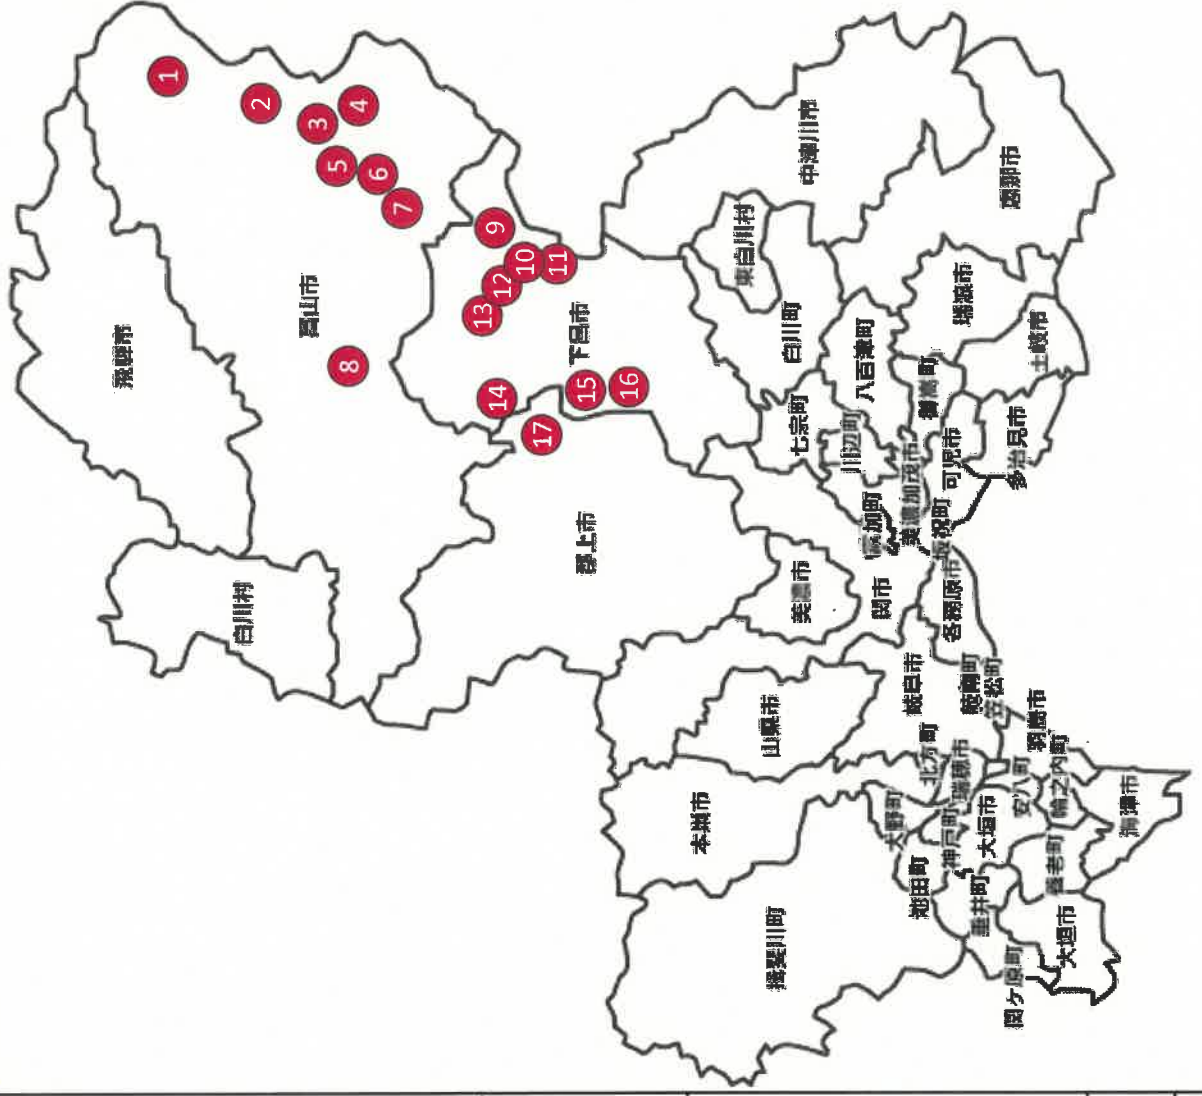 1
2
3
4
5
6
7
8
9
10
11
12
13
14
15
16
17
飛騨市
高山市
白川村
下呂市
郡上市
中津川市
東白川村
白川町
恵那市
瑞浪市
土岐市
八百津町
御嵩町
七宗町
川辺町
可児市
多治見市
美濃加茂市
富加町
坂祝町
美濃市
関市
各務原市
岐阜市
岐南町
笠松町
羽島市
山県市
本巣市
北方町
瑞穂市
大野町
神戸町
大垣市
安八町
輪之内町
海津市
養老町
池田町
垂井町
揖斐川町
関ケ原町
大垣市